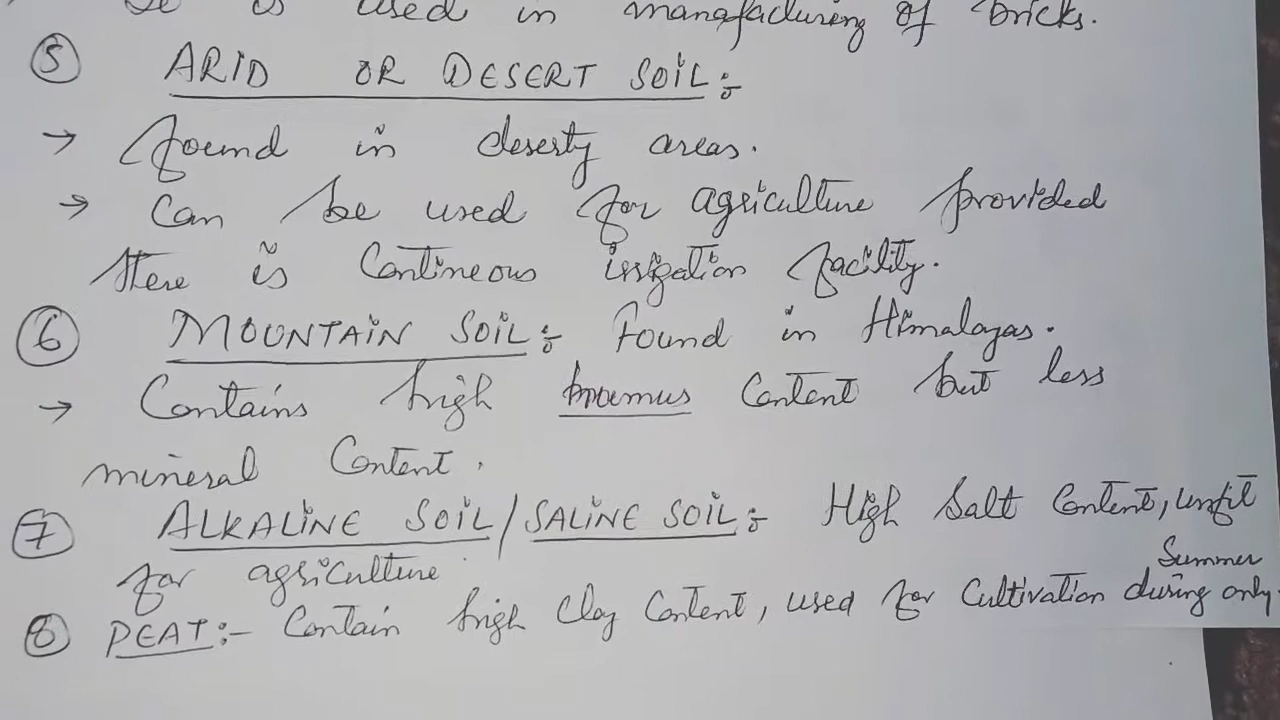 It is used in manafacturing of bricks.
⑤ ARID OR DESERT SOIL:-
→ found in deserty areas.
→ Can be used for agriculture provided
there is Contineous irrigation facility.
⑥ MOUNTAIN SOIL:- Found in Himalayas.
→ Contains high humus Content but less
mineral Content.
⑦ ALKALINE SOIL/SALINE SOIL:- High Salt Content, unfit
for agriculture
Summer
⑧ PEAT:- Contain high Clay Content, used for Cultivation during only.